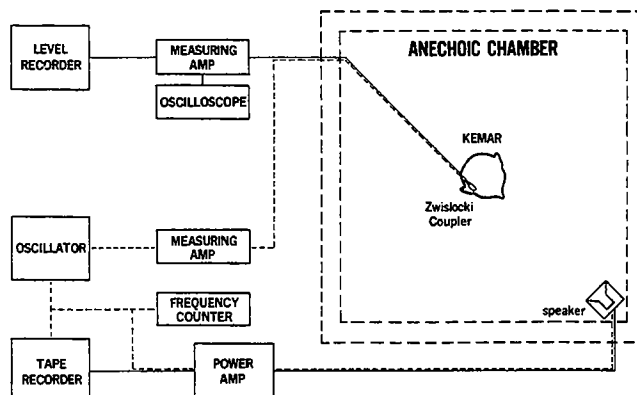 LEVEL
RECORDER
MEASURING
AMP
OSCILLOSCOPE
ANECHOIC CHAMBER
KEMAR
Zwislocki
Coupler
OSCILLATOR
MEASURING
AMP
FREQUENCY
COUNTER
speaker
TAPE
RECORDER
POWER
AMP